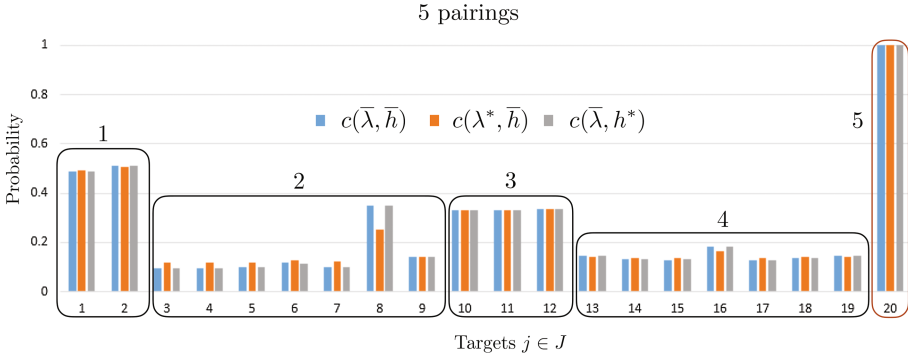 5 pairings
1
0.8
0.6
0.4
0.2
0
Probability
c(λ̅, h̅) c(λ*, h̅) c(λ̅, h*)
1
2
3
4
5
1 2 3 4 5 6 7 8 9 10 11 12 13 14 15 16 17 18 19 20
Targets j ∈ J